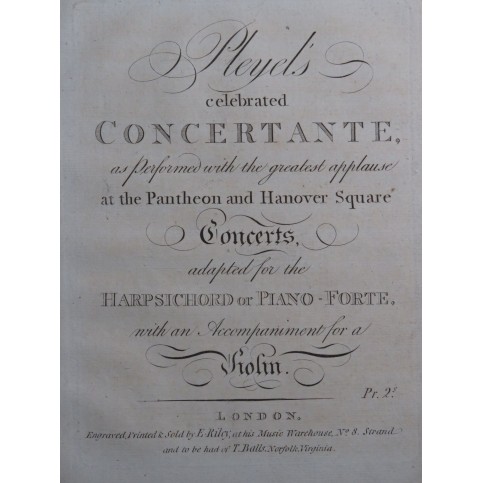 Pleyel's
celebrated
CONCERTANTE,
as Performed with the greatest applause
at the Pantheon and Hanover Square
Concerts,
adapted for the
HARPSICHORD or PIANO-FORTE,
with an Accompaniment for a
Violin.
Pr. 2s.
LONDON,
Engraved, Printed & Sold by E. Riley, at his Music Warehouse, No 8. Strand.
and to be had of T. Balls, Norfolk, Virginia.